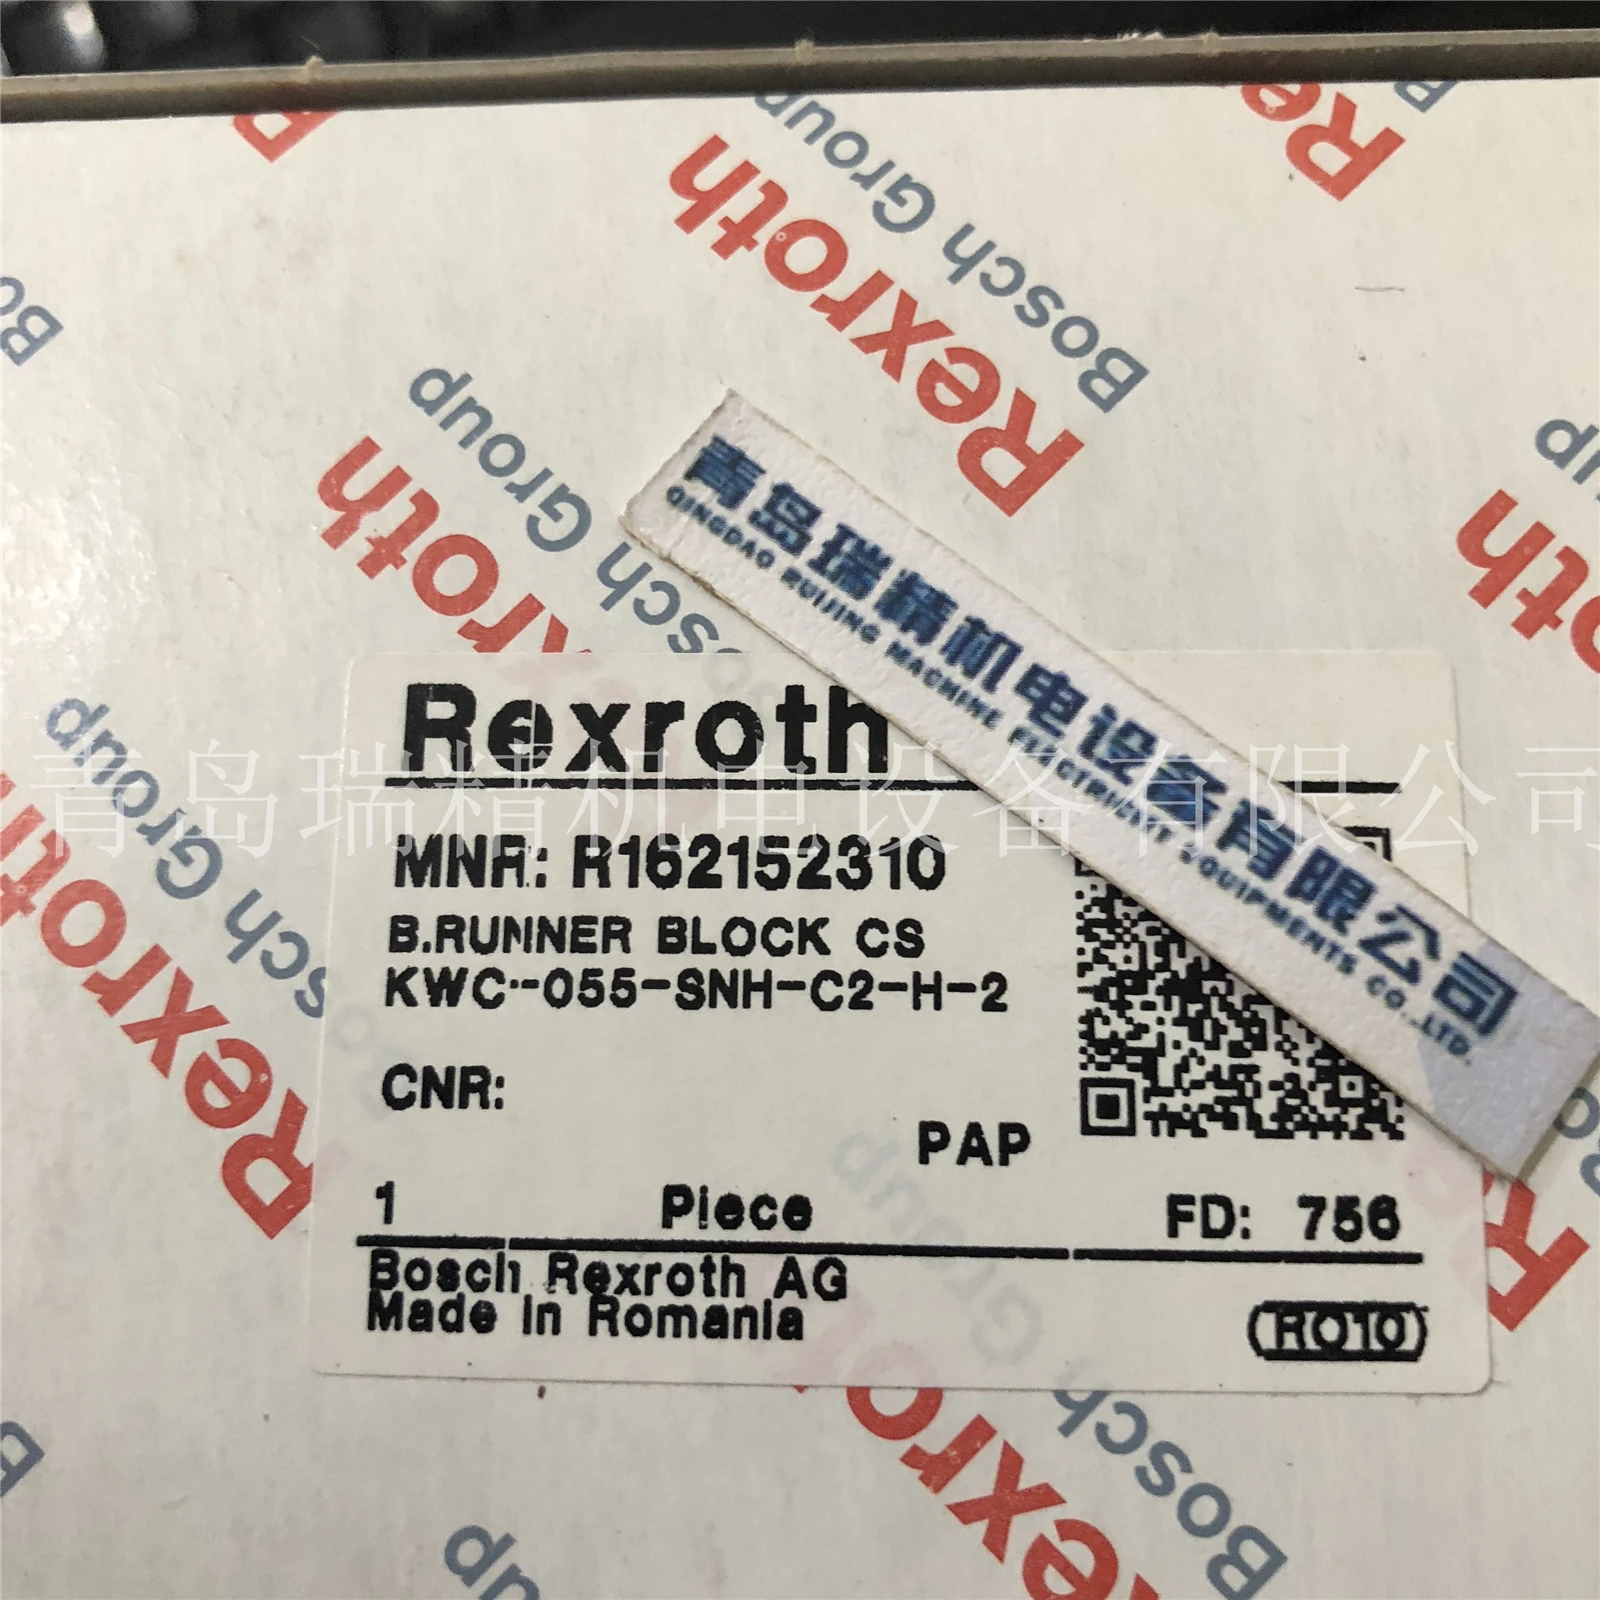 Rexroth
Bosch Group
Rexroth
Bosch Group
Rexroth
Bosch Group
青岛瑞精机电设备有限公司
QINGDAO RUIJING MACHINE ELECTRICITY EQUIPMENTS CO.,LTD.
Rexroth
青岛瑞精机电设备有限公司
MNR: R162152310
B.RUNNER BLOCK CS
KWC-055-SNH-C2-H-2
CNR:
PAP
1 Piece FD: 756
Bosch Rexroth AG
Made in Romania
RO10
Rexroth
Bosch Group